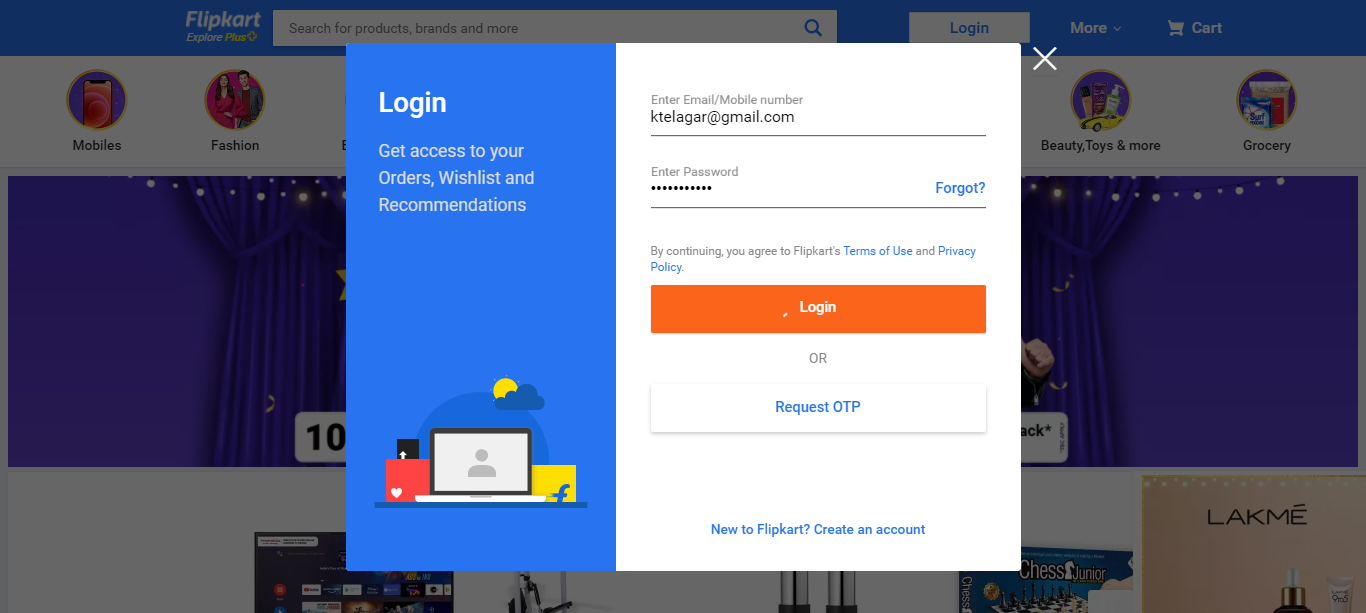 Flipkart
Explore Plus
Search for products, brands and more
Login
More
Cart
Mobiles
Fashion
Beauty,Toys & more
Grocery
Login
Get access to your
Orders, Wishlist and
Recommendations
Enter Email/Mobile number
ktelagar@gmail.com
Enter Password
•••••••••••
Forgot?
By continuing, you agree to Flipkart's Terms of Use and Privacy
Policy.
Login
OR
Request OTP
New to Flipkart? Create an account
10
ack*
LAKMÉ
Chess Junior
Surf